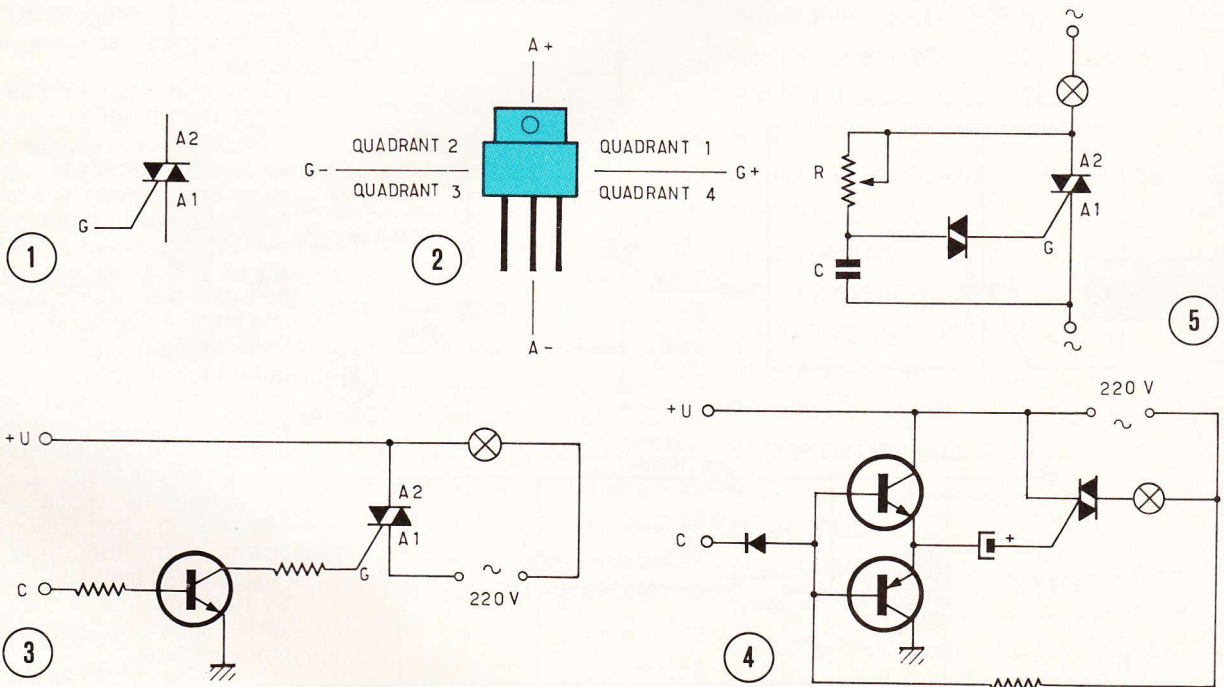 A2
A1
G
1
A+
QUADRANT 2
QUADRANT 1
G-
G+
QUADRANT 3
QUADRANT 4
2
A-
~
R
A2
A1
G
C
~
5
+U
A2
A1
G
C
~
220 V
3
220 V
~
+U
C
+
4